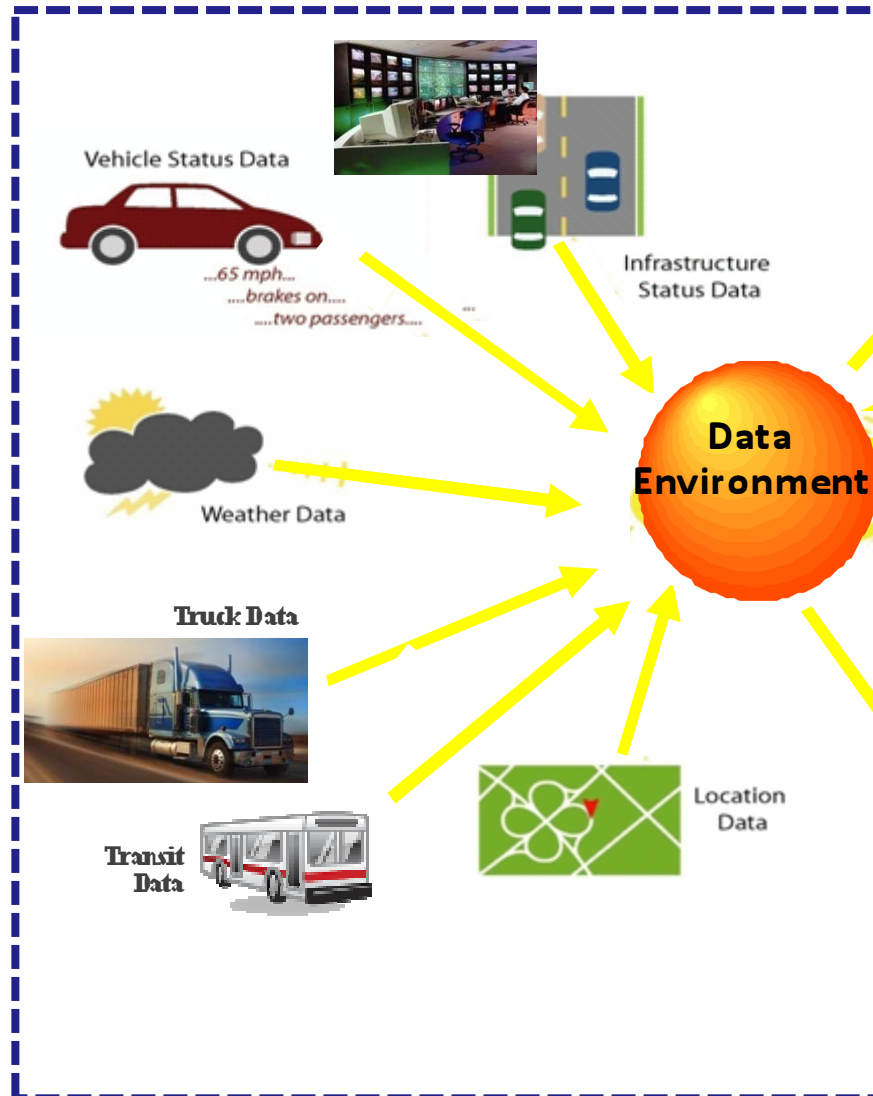 Vehicle Status Data
...65 mph...
....brakes on....
....two passengers....
...
Infrastructure
Status Data
Data
Environment
Weather Data
Truck Data
Transit
Data
Location
Data